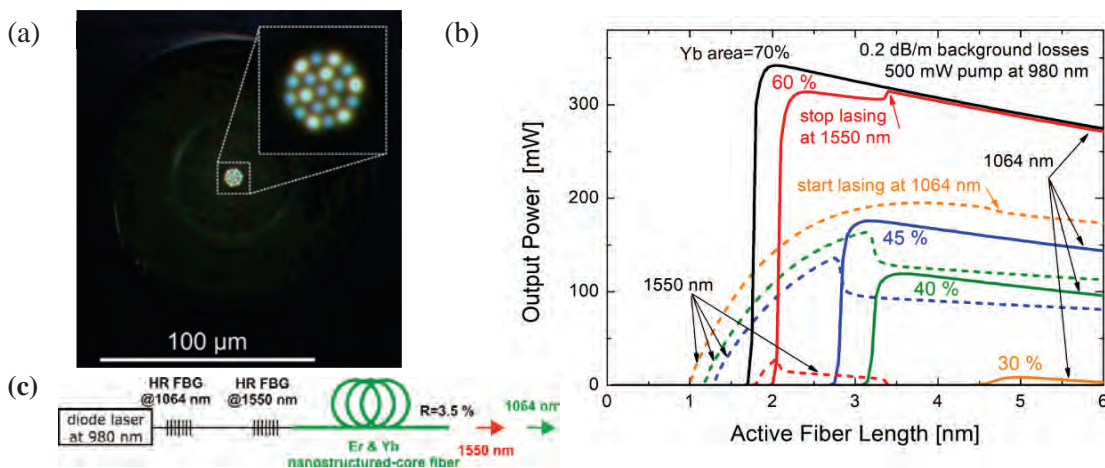 (a)
100 µm
(b)
Output Power [mW]
300
200
100
0
0 1 2 3 4 5 6
Active Fiber Length [nm]
Yb area=70%
0.2 dB/m background losses
500 mW pump at 980 nm
60 %
stop lasing
at 1550 nm
1064 nm
start lasing at 1064 nm
45 %
1550 nm
40 %
30 %
(c)
HR FBG
@1064 nm
HR FBG
@1550 nm
diode laser
at 980 nm
R=3.5 %
1064 nm
1550 nm
Er & Yb
nanostructured-core fiber